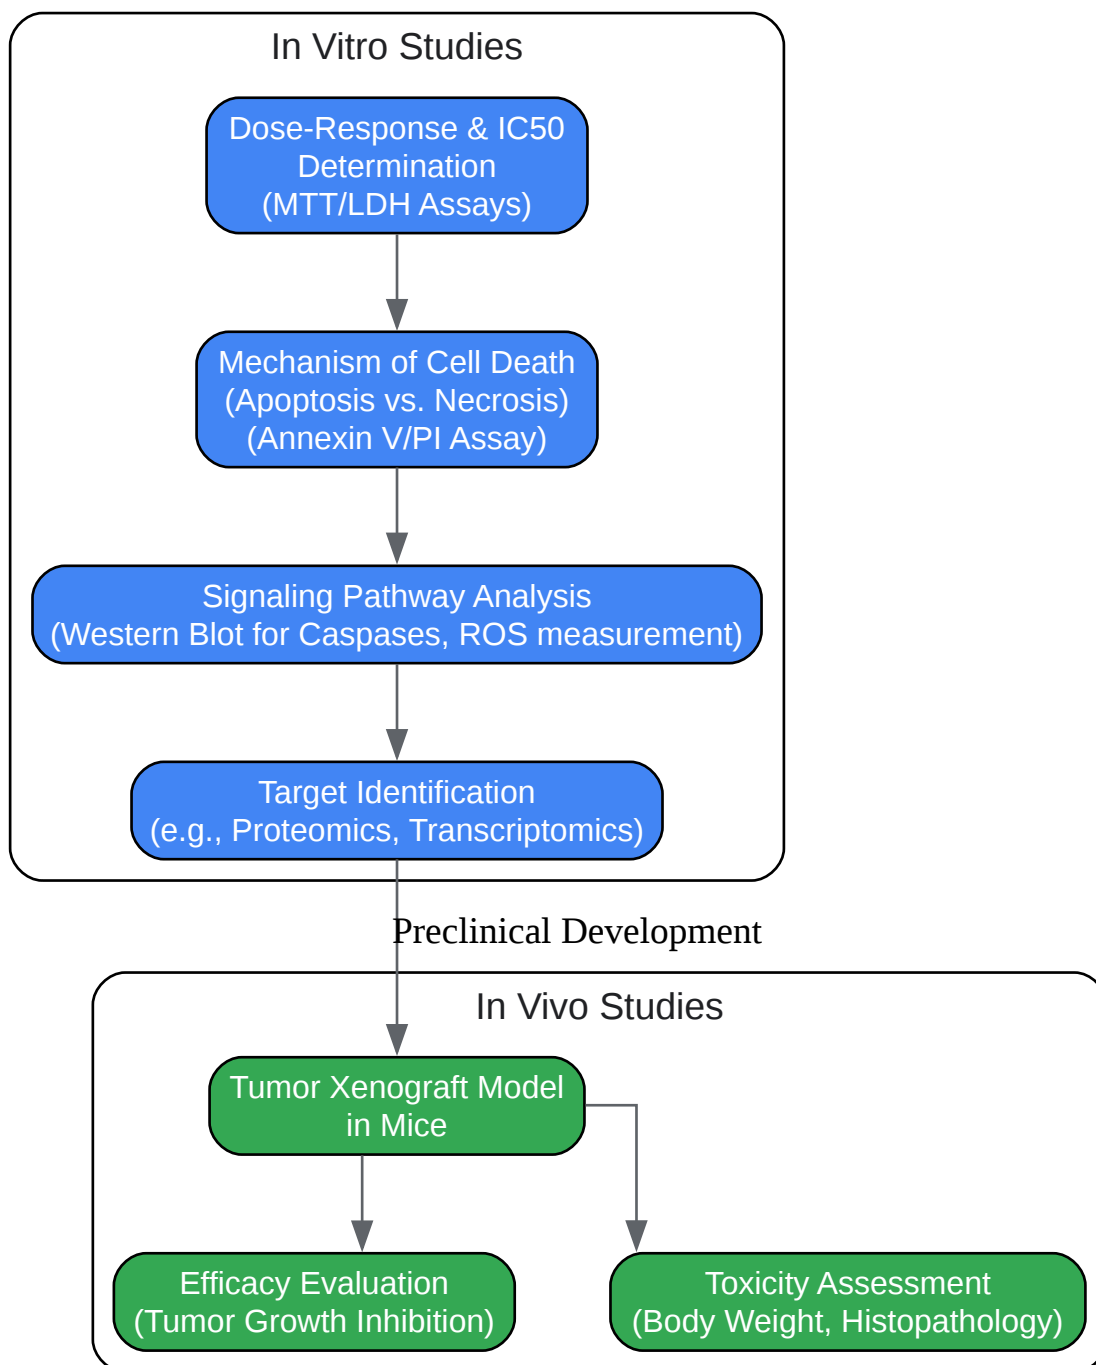 In Vitro Studies
Dose-Response & IC50
Determination
(MTT/LDH Assays)
Mechanism of Cell Death
(Apoptosis vs. Necrosis)
(Annexin V/PI Assay)
Signaling Pathway Analysis
(Western Blot for Caspases, ROS measurement)
Target Identification
(e.g., Proteomics, Transcriptomics)
Preclinical Development
In Vivo Studies
Tumor Xenograft Model
in Mice
Efficacy Evaluation
(Tumor Growth Inhibition)
Toxicity Assessment
(Body Weight, Histopathology)